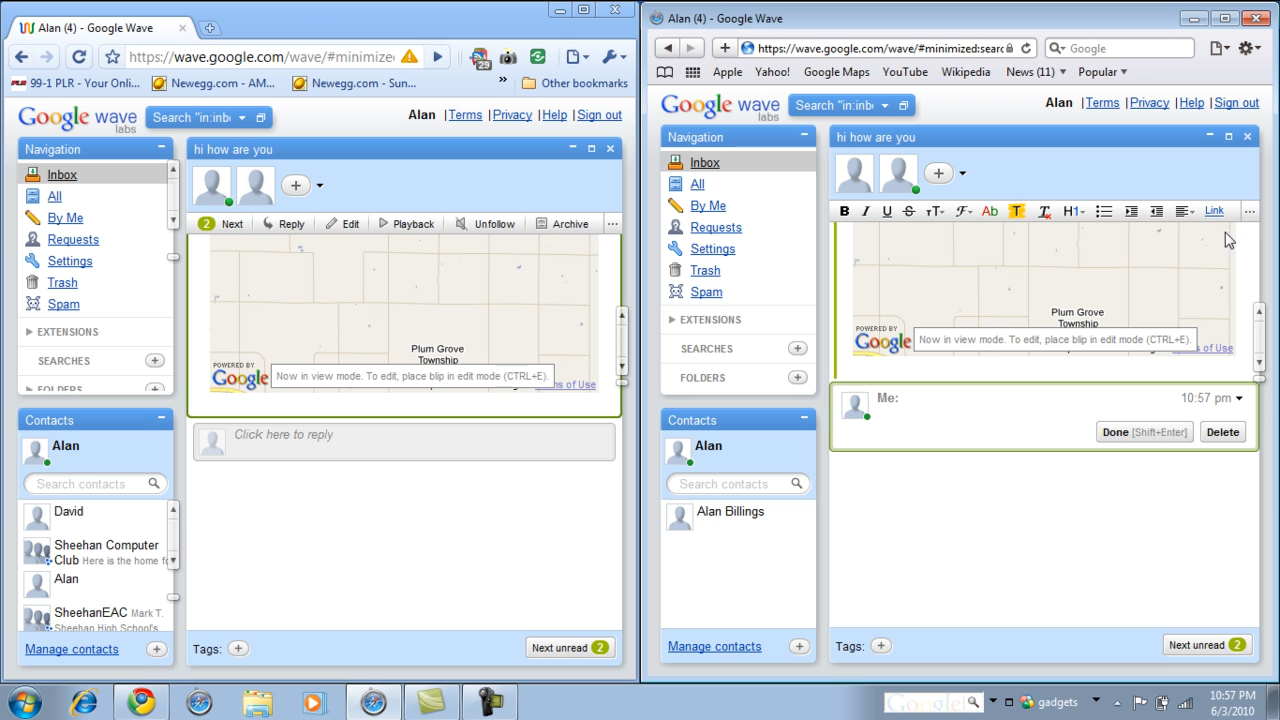 Alan (4) - Google Wave
https://wave.google.com/wave/#minimized
29
99-1 PLR - Your Onli...
Newegg.com - AM...
Newegg.com - Sun...
»
Other bookmarks
Google wave
labs
Search "in:inbo
Alan | Terms | Privacy | Help | Sign out
Navigation
Inbox
All
By Me
Requests
Settings
Trash
Spam
EXTENSIONS
SEARCHES
FOLDERS
Contacts
Alan
Search contacts
David
Sheehan Computer
Club Here is the home f
Alan
SheehanEAC Mark T.
Sheehan High School's
Manage contacts
hi how are you
2 Next
Reply
Edit
Playback
Unfollow
Archive
...
Plum Grove
Township
POWERED BY
Google
Now in view mode. To edit, place blip in edit mode (CTRL+E).
ms of Use
Click here to reply
Tags:
Next unread 2
Alan (4) - Google Wave
https://wave.google.com/wave/#minimized:searc
Google
Apple
Yahoo!
Google Maps
YouTube
Wikipedia
News (11)
Popular
Google wave
labs
Search "in:inbo
Alan | Terms | Privacy | Help | Sign out
Navigation
Inbox
All
By Me
Requests
Settings
Trash
Spam
EXTENSIONS
SEARCHES
FOLDERS
Contacts
Alan
Search contacts
Alan Billings
Manage contacts
hi how are you
B I U S TT F Ab T T H1 Link ...
Plum Grove
Township
POWERED BY
Google
Now in view mode. To edit, place blip in edit mode (CTRL+E).
s of Use
Me:
10:57 pm
Done [Shift+Enter]
Delete
Tags:
Next unread 2
Google
gadgets
10:57 PM
6/3/2010